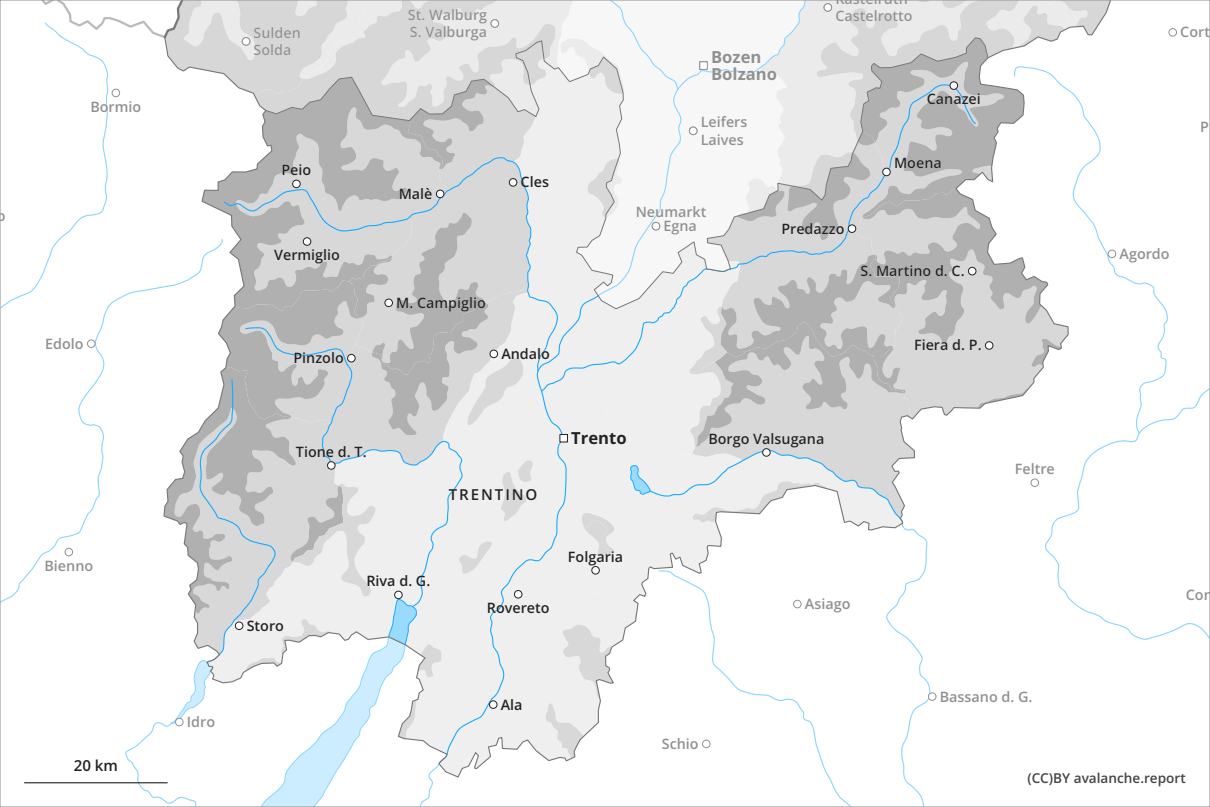 Kastelruth
Castelrotto
St. Walburg
S. Valburga
Sulden
Solda
Cort
Bozen
Bolzano
Bormio
Canazei
Leifers
Laives
P
Moena
Peio
Malè
Cles
Neumarkt
Egna
Predazzo
Vermiglio
Agordo
S. Martino d. C.
M. Campiglio
Edolo
Pinzolo
Andalo
Fiera d. P.
Trento
Borgo Valsugana
Tione d. T.
Feltre
TRENTINO
Bienno
Folgaria
Riva d. G.
Rovereto
Asiago
Cor
Storo
Bassano d. G.
Ala
Idro
Schio
20 km
(CC)BY avalanche.report